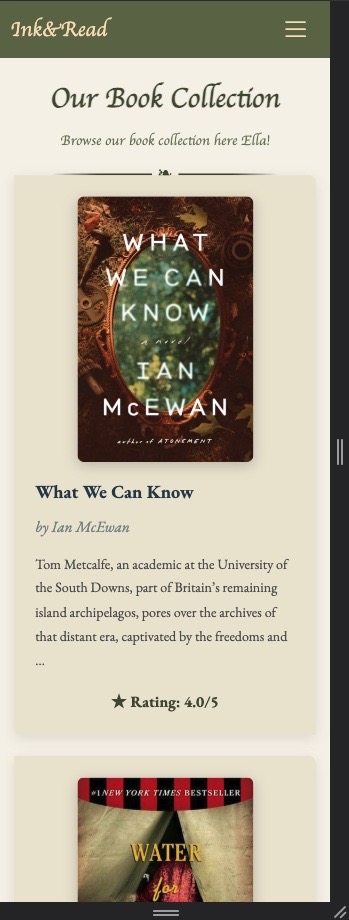 Ink&Read
Our Book Collection
Browse our book collection here Ella!
WHAT
WE CAN
KNOW
a novel
IAN
McEWAN
author of ATONEMENT
What We Can Know
by Ian McEwan
Tom Metcalfe, an academic at the University of
the South Downs, part of Britain’s remaining
island archipelagos, pores over the archives of
that distant era, captivated by the freedoms and
...
★ Rating: 4.0/5
#1 NEW YORK TIMES BESTSELLER
WATER
for